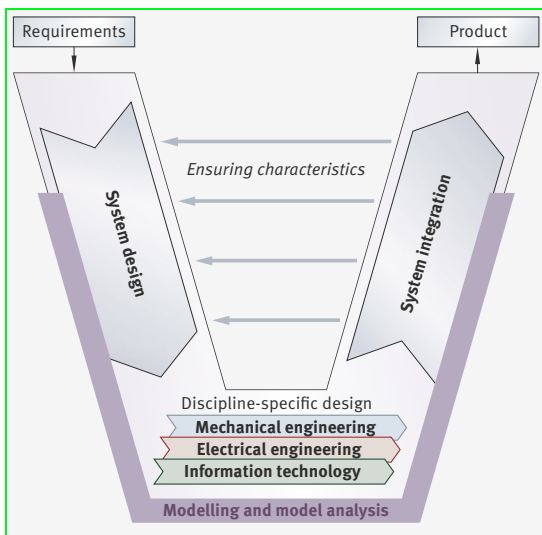 Requirements
Product
Ensuring characteristics
System design
System integration
Discipline-specific design
Mechanical engineering
Electrical engineering
Information technology
Modelling and model analysis